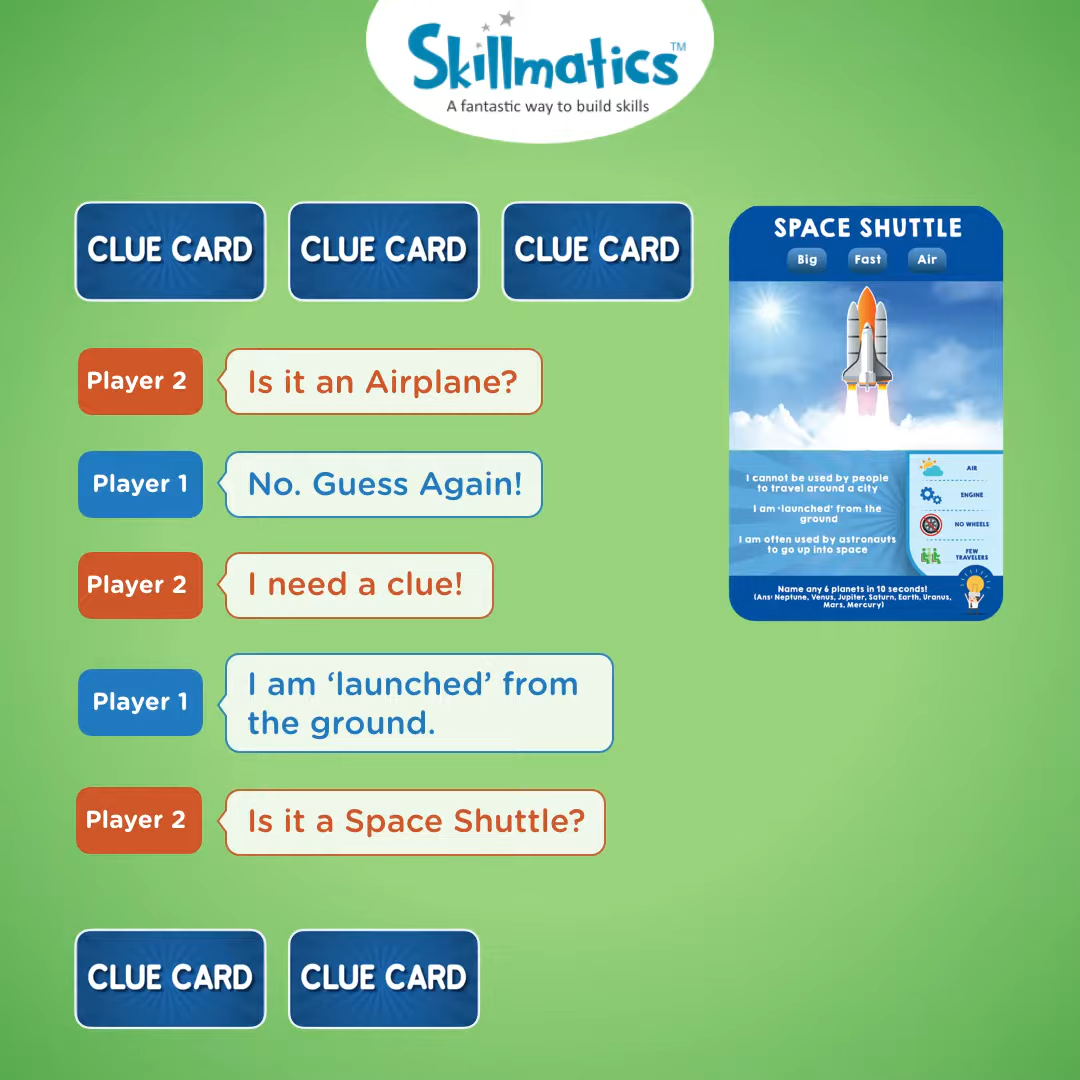 Skillmatics™
A fantastic way to build skills
CLUE CARD
CLUE CARD
CLUE CARD
Player 2
Is it an Airplane?
Player 1
No. Guess Again!
Player 2
I need a clue!
Player 1
I am ‘launched’ from
the ground.
Player 2
Is it a Space Shuttle?
CLUE CARD
CLUE CARD
SPACE SHUTTLE
Big
Fast
Air
I cannot be used by people
to travel around a city
I am ‘launched’ from the
ground
I am often used by astronauts
to go up into space
AIR
ENGINE
NO WHEELS
FEW
TRAVELERS
Name any 6 planets in 10 seconds!
(Ans: Neptune, Venus, Jupiter, Saturn, Earth, Uranus,
Mars, Mercury)